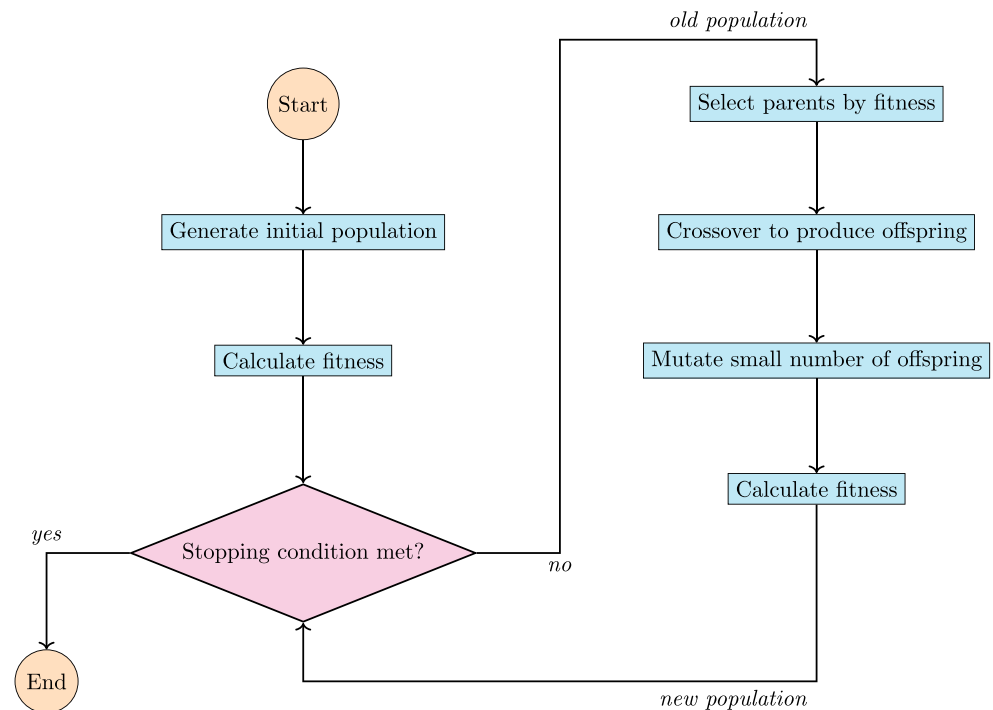 Start
Generate initial population
Calculate fitness
Stopping condition met?
yes
End
no
old population
Select parents by fitness
Crossover to produce offspring
Mutate small number of offspring
Calculate fitness
new population